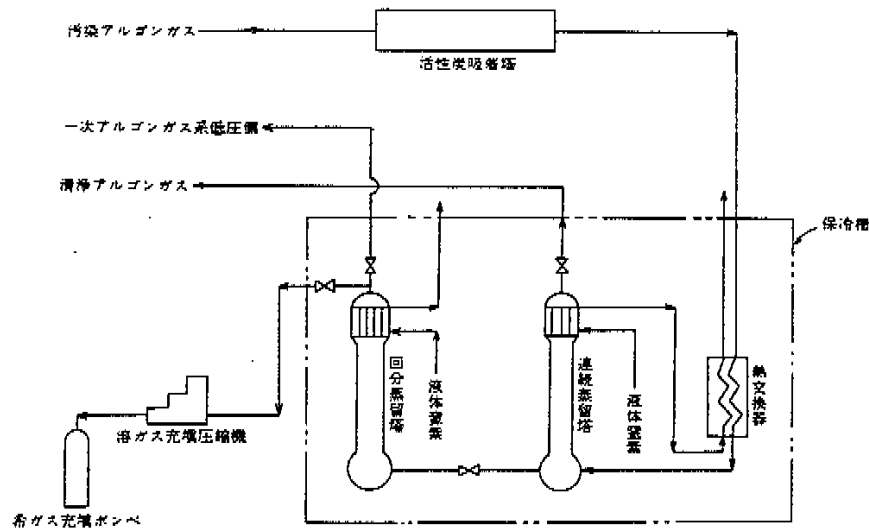 汚染アルゴンガス
活性炭吸着塔
一次アルゴンガス系低圧側
清浄アルゴンガス
保冷槽
回分蒸留塔
液体窒素
連続蒸留塔
液体窒素
熱交換器
溶ガス充填圧縮機
希ガス充填ボンベ